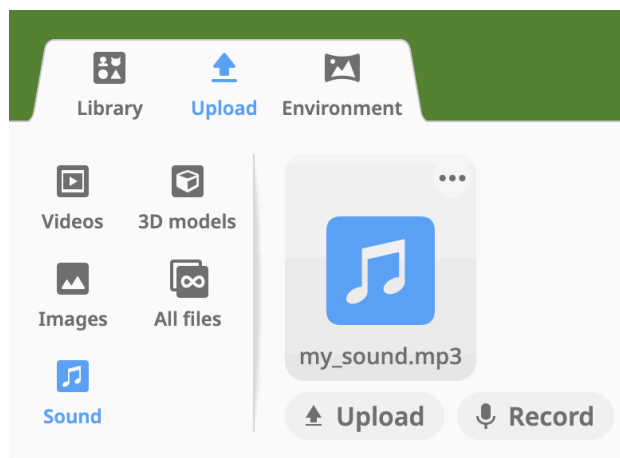 Library Upload Environment
Videos 3D models
Images All files
Sound
my_sound.mp3
Upload Record